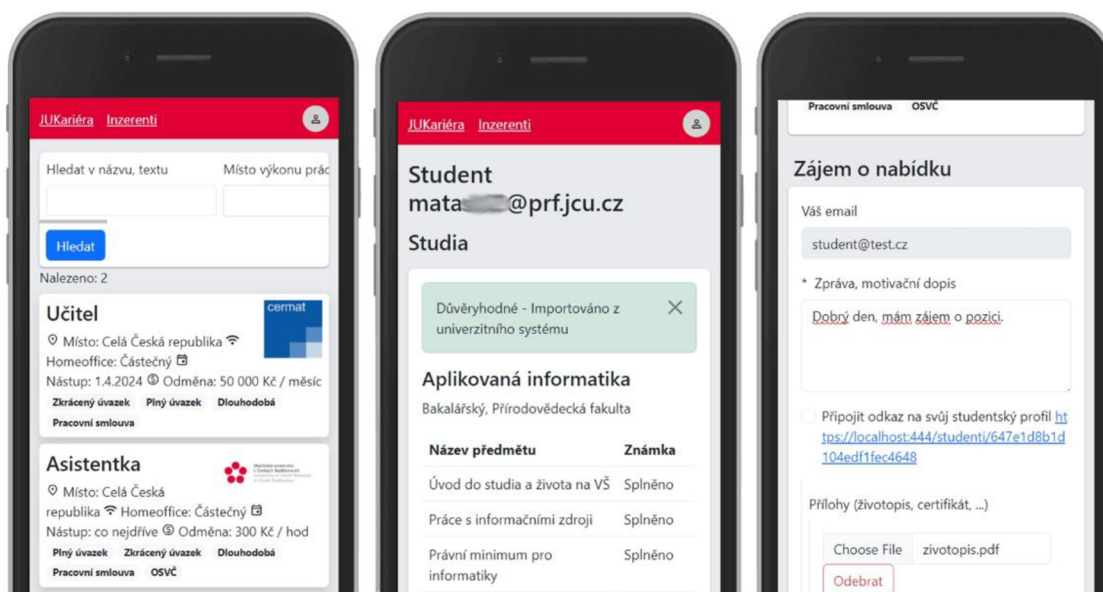 JUKariéra Inzerenti
Hledat v názvu, textu Místo výkonu prác
Hledat
Nalezeno: 2
Učitel
cermat
Místo: Celá Česká republika
Homeoffice: Částečný
Nástup: 1.4.2024 Odměna: 50 000 Kč / měsíc
Zkrácený úvazek Plný úvazek Dlouhodobá
Pracovní smlouva
Asistentka
Místo: Celá Česká
republika Homeoffice: Částečný
Nástup: co nejdříve Odměna: 300 Kč / hod
Plný úvazek Zkrácený úvazek Dlouhodobá
Pracovní smlouva OSVČ
JUKariéra Inzerenti
Student
mata @prf.jcu.cz
Studia
Důvěryhodné - Importováno z
univerzitního systému
Aplikovaná informatika
Bakalářský, Přírodovědecká fakulta
Název předmětu Známka
Úvod do studia a života na VŠ Splněno
Práce s informačními zdroji Splněno
Právní minimum pro Splněno
informatiky
Pracovní smlouva OSVČ
Zájem o nabídku
Váš email
student@test.cz
* Zpráva, motivační dopis
Dobrý den, mám zájem o pozici.
Připojit odkaz na svůj studentský profil ht
tps://localhost:444/studenti/647e1d8b1d
104edf1fec4648
Přílohy (životopis, certifikát, ...)
Choose File zivotopis.pdf
Odebrat